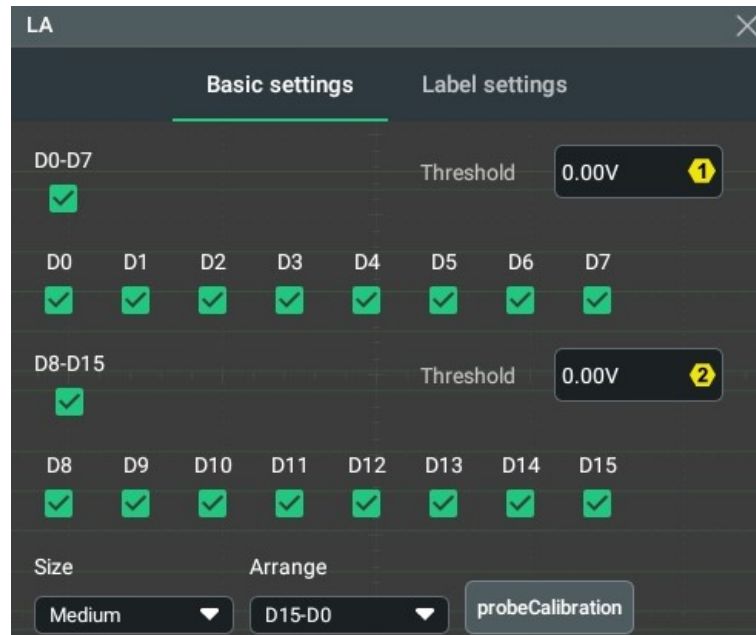 LA
Basic settings Label settings
D0-D7
Threshold 0.00V 1
D0 D1 D2 D3 D4 D5 D6 D7
D8-D15
Threshold 0.00V 2
D8 D9 D10 D11 D12 D13 D14 D15
Size Arrange
Medium D15-D0 probeCalibration